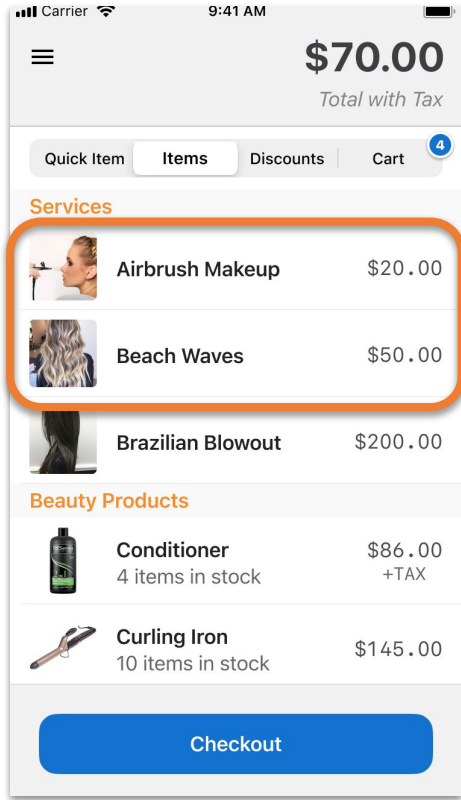 Carrier 9:41 AM
$70.00
Total with Tax
Quick Item Items Discounts Cart 4
Services
Airbrush Makeup $20.00
Beach Waves $50.00
Brazilian Blowout $200.00
Beauty Products
Conditioner $86.00
4 items in stock +TAX
Curling Iron $145.00
10 items in stock
Checkout